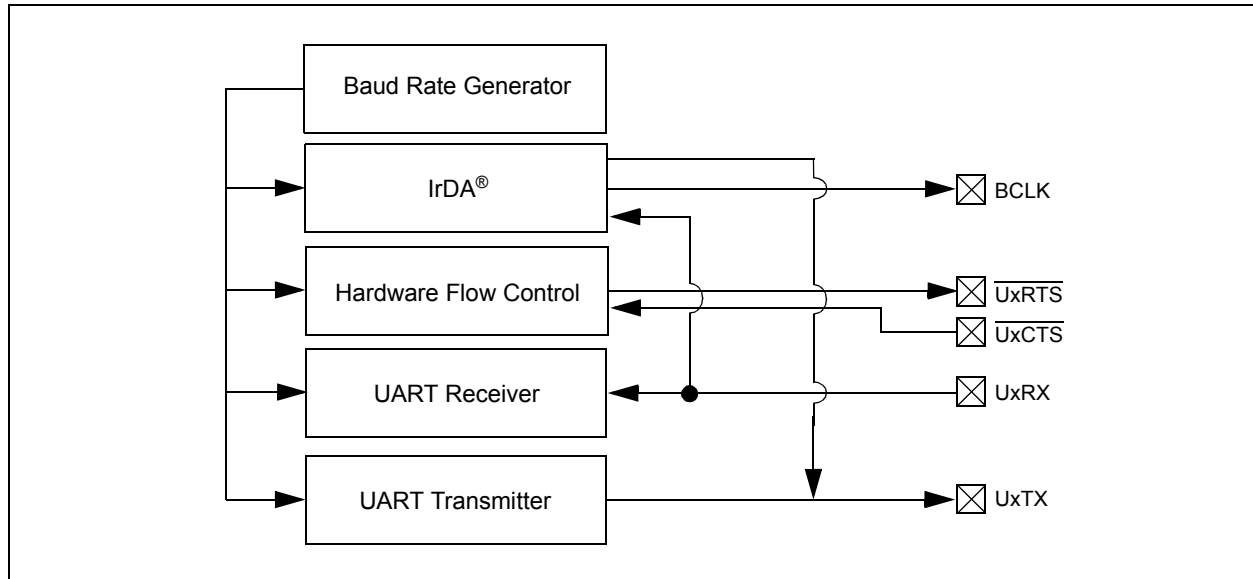 Baud Rate Generator
IrDA®
BCLK
Hardware Flow Control
UxRTS
UxCTS
UART Receiver
UxRX
UART Transmitter
UxTX